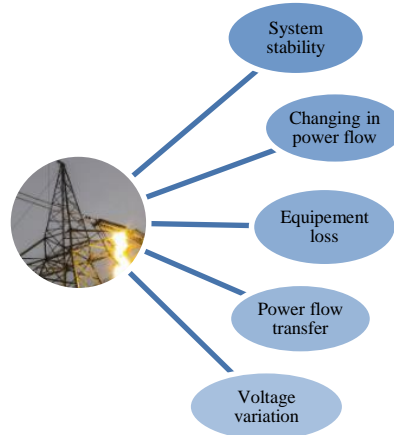 System
stability
Changing in
power flow
Equipement
loss
Power flow
transfer
Voltage
variation